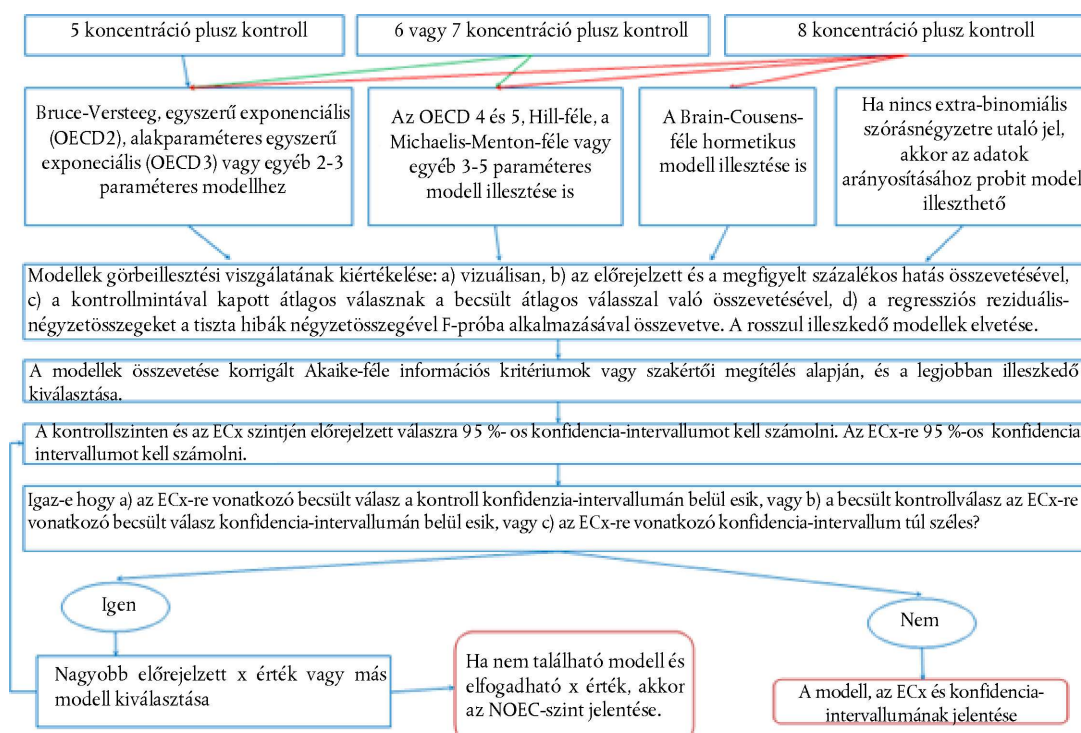 5 koncentráció plusz kontroll
6 vagy 7 koncentráció plusz kontroll
8 koncentráció plusz kontroll
Bruce-Versteeg, egyszerű exponenciális
(OECD2), alakparaméteres egyszerű
exponeciális (OECD3) vagy egyéb 2-3
paraméteres modellhez
Az OECD 4 és 5, Hill-féle, a
Michaelis-Menton-féle vagy
egyéb 3-5 paraméteres
modell illesztése is
A Brain-Cousens-
féle hormetikus
modell illesztése is
Ha nincs extra-binomiális
szórásnégyzetre utaló jel,
akkor az adatok
arányosításához probit model
illeszthető
Modellek görbeillesztési viszgálatának kiértékelése: a) vizuálisan, b) az előrejelzett és a megfigyelt százalékos hatás összevetésével,
c) a kontrollmintával kapott átlagos válasznak a becsült átlagos válasszal való összevetésével, d) a regressziós reziduális-
négyzetösszegeket a tiszta hibák négyzetösszegével F-próba alkalmazásával összevetve. A rosszul illeszkedő modellek elvetése.
A modellek összevetése korrigált Akaike-féle információs kritériumok vagy szakértői megítélés alapján, és a legjobban illeszkedő
kiválasztása.
A kontrollszinten és az ECx szintjén előrejelzett válaszra 95 %- os konfidencia-intervallumot kell számolni. Az ECx-re 95 %-os konfidencia
intervallumot kell számolni.
Igaz-e hogy a) az ECx-re vonatkozó becsült válasz a kontroll konfidenzia-intervallumán belül esik, vagy b) a becsült kontrollválasz az ECx-re
vonatkozó becsült válasz konfidencia-intervallumán belül esik, vagy c) az ECx-re vonatkozó konfidencia-intervallum túl széles?
Igen
Nem
Nagyobb előrejelzett x érték vagy más
modell kiválasztása
Ha nem található modell és
elfogadható x érték, akkor
az NOEC-szint jelentése.
A modell, az ECx és konfidencia-
intervallumának jelentése